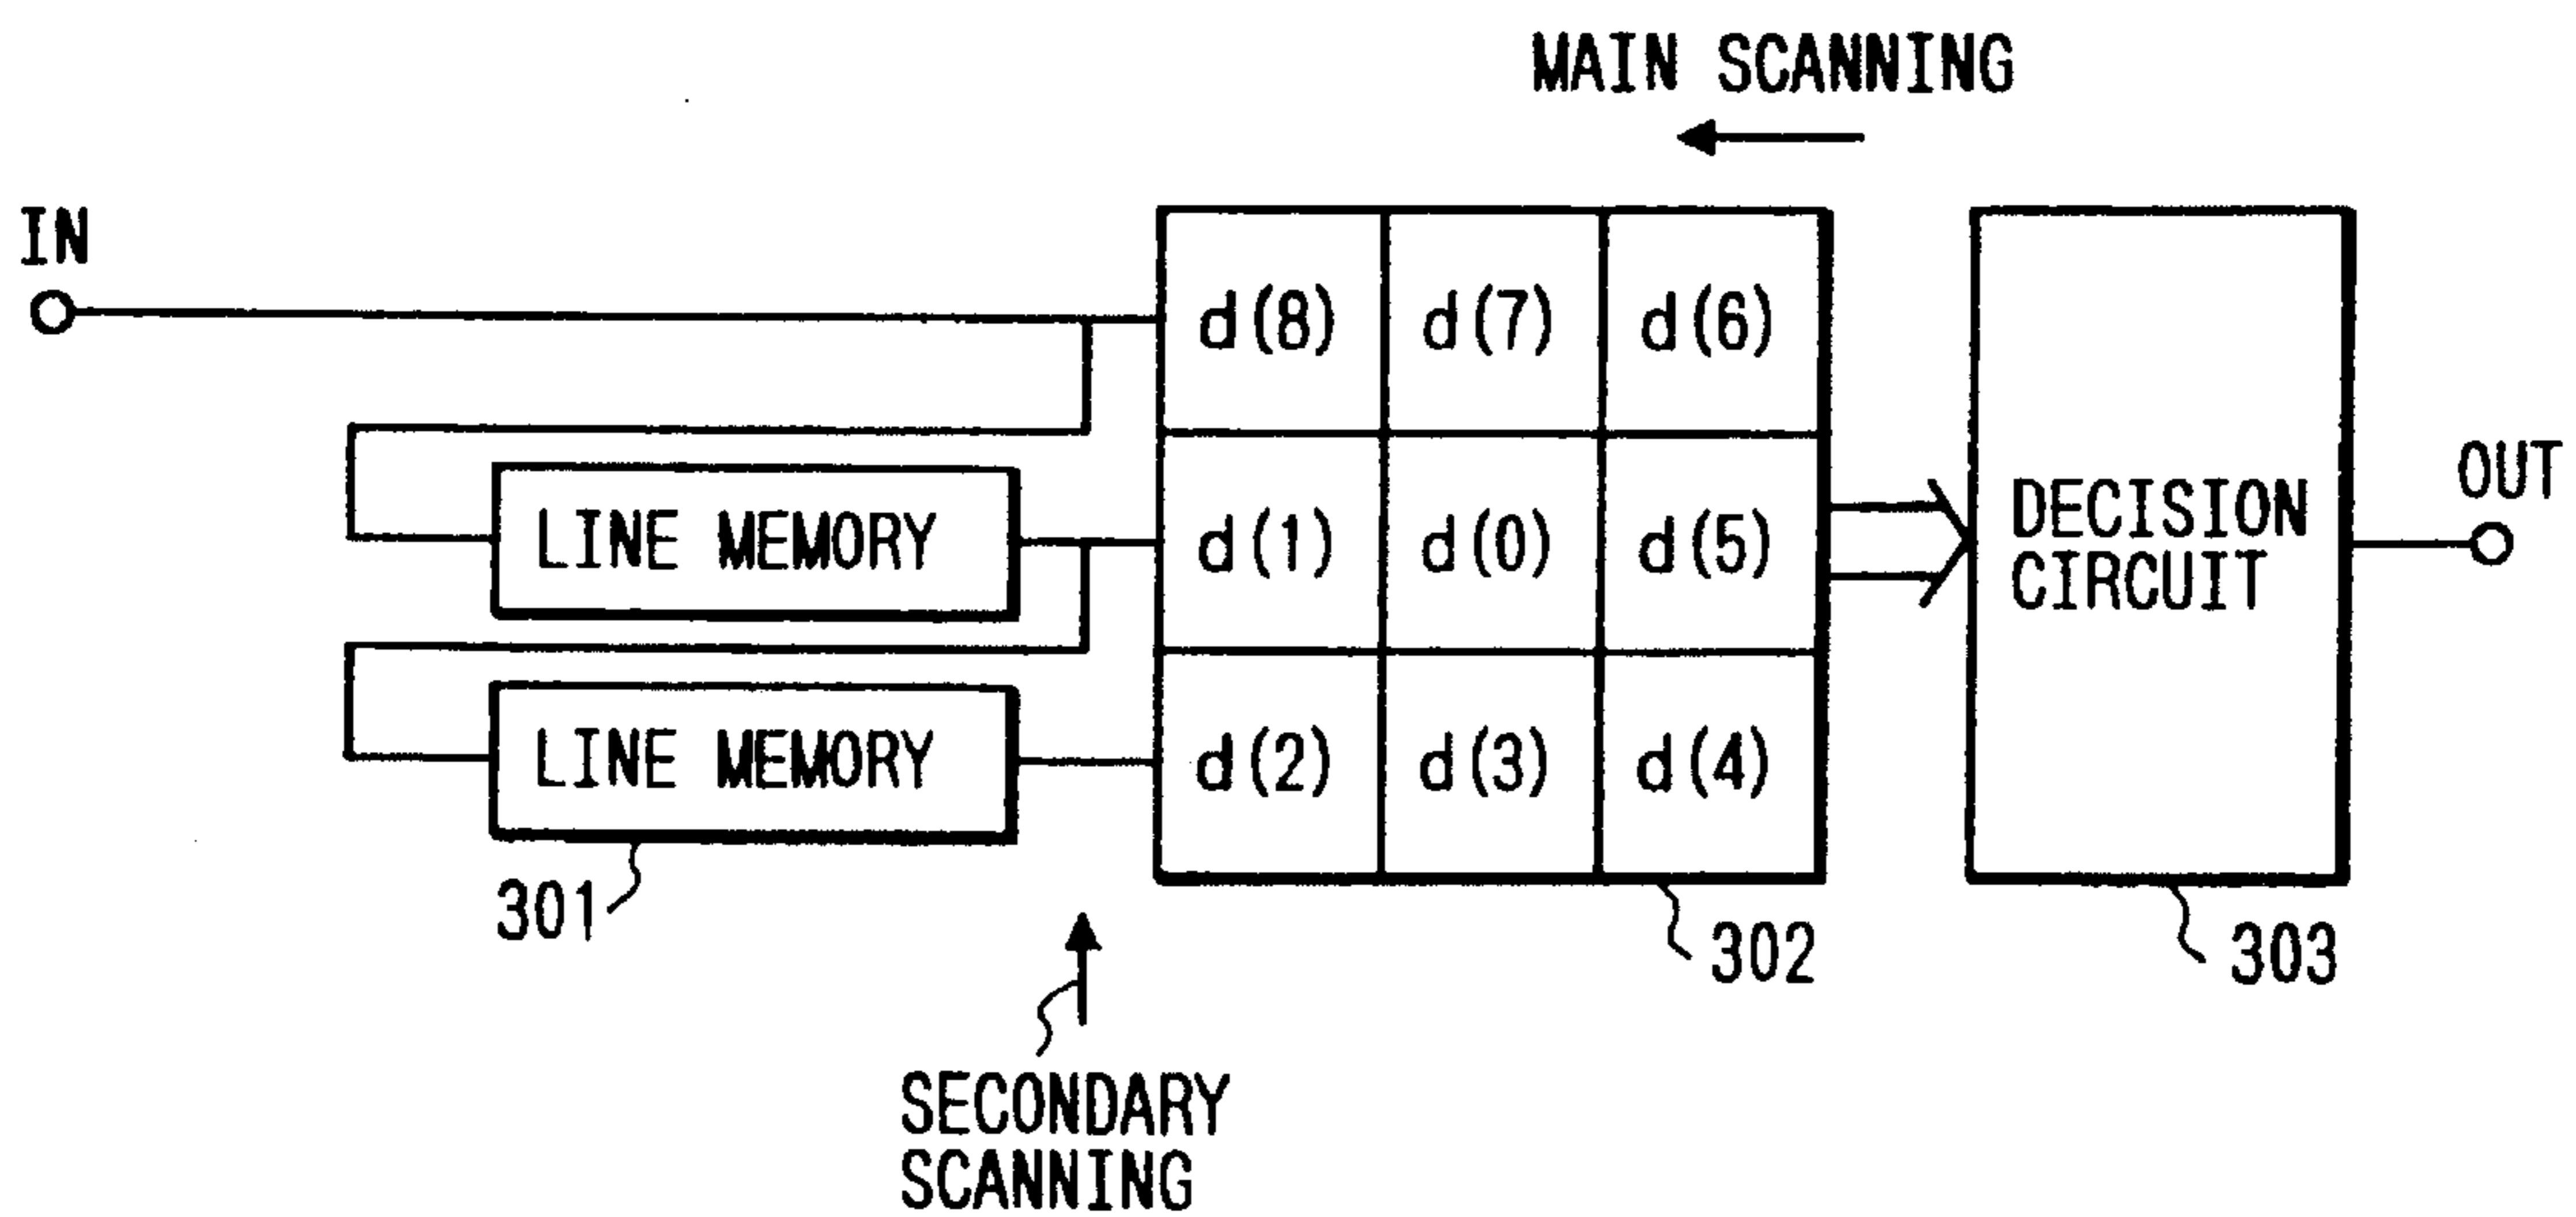 MAIN SCANNING
IN
d(8) d(7) d(6)
LINE MEMORY
d(1) d(0) d(5)
DECISION
CIRCUIT
OUT
LINE MEMORY
d(2) d(3) d(4)
301
302
303
SECONDARY
SCANNING